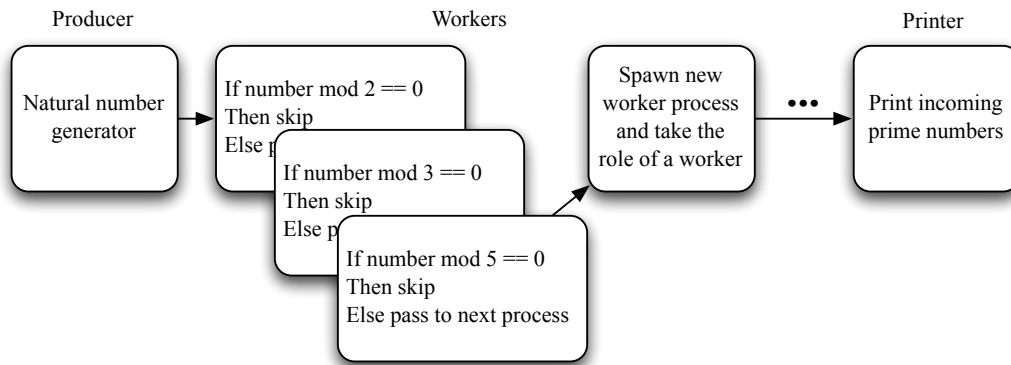 Producer
Workers
Printer
Natural number
generator
If number mod 2 == 0
Then skip
Else
If number mod 3 == 0
Then skip
Else
If number mod 5 == 0
Then skip
Else pass to next process
Spawn new
worker process
and take the
role of a worker
•••
Print incoming
prime numbers